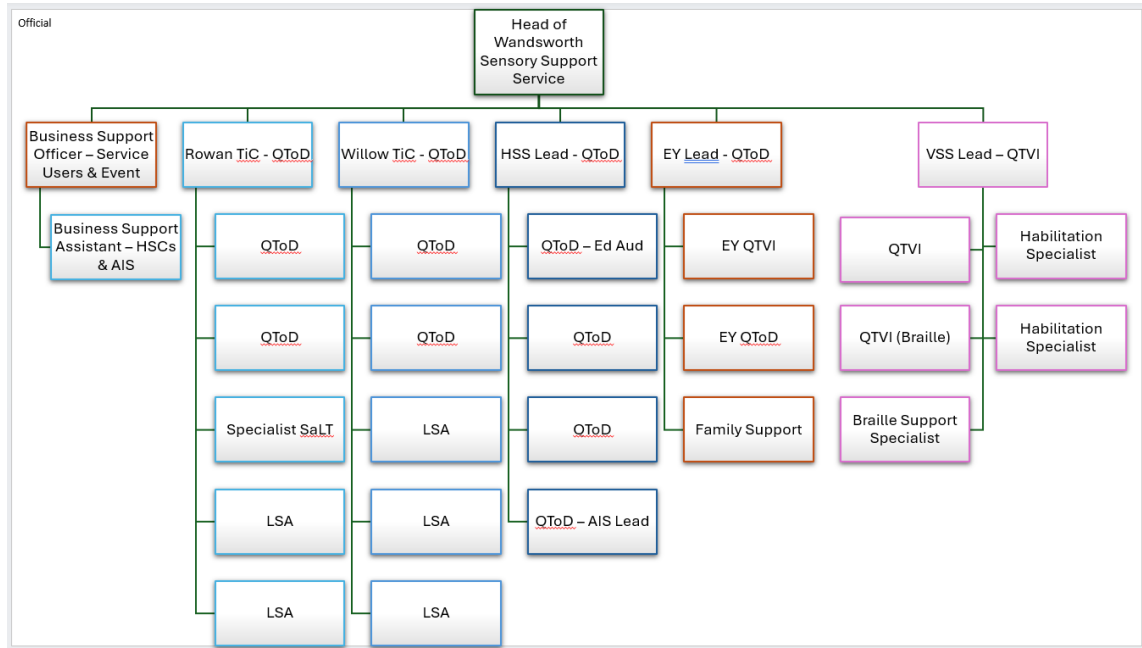 Official
Head of
Wandsworth
Sensory Support
Service
Business Support
Officer – Service
Users & Event
Rowan TiC - QToD
Willow TiC - QToD
HSS Lead - QToD
EY Lead - QToD
VSS Lead – QTVI
Business Support
Assistant – HSCs
& AIS
QToD
QToD
QToD – Ed Aud
EY QTVI
QTVI
Habilitation
Specialist
QToD
QToD
QToD
EY QToD
QTVI (Braille)
Habilitation
Specialist
Specialist SaLT
LSA
QToD
Family Support
Braille Support
Specialist
LSA
LSA
QToD – AIS Lead
LSA
LSA